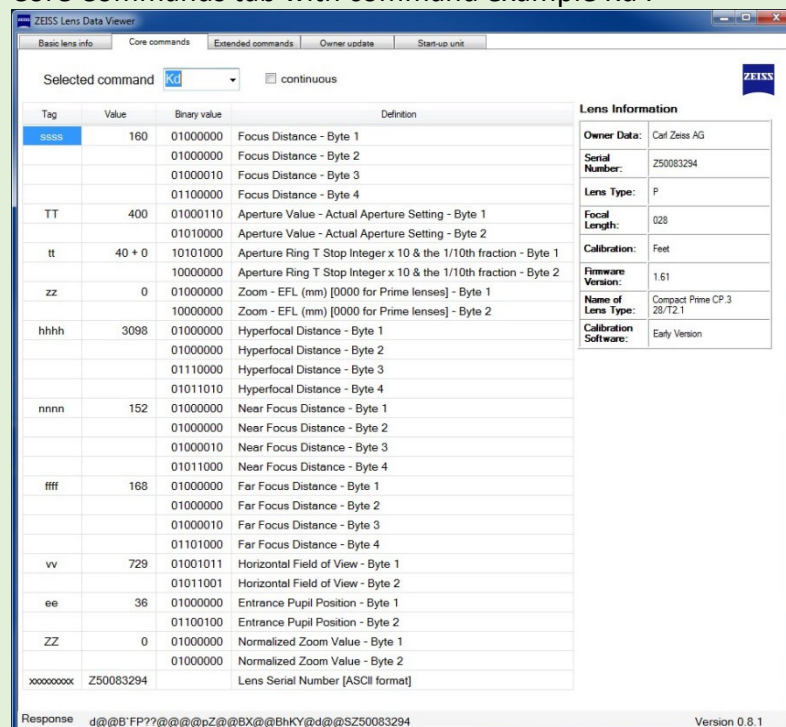 Core Commands tab with command example Kd :
ZEISS Lens Data Viewer
Basic lens info Core commands Extended commands Owner update Start-up unit
Selected command Kd continuous
ZEISS
Tag Value Binary value Definition
ssss 160 01000000 Focus Distance - Byte 1
01000000 Focus Distance - Byte 2
01000010 Focus Distance - Byte 3
01100000 Focus Distance - Byte 4
TT 400 01000110 Aperture Value - Actual Aperture Setting - Byte 1
01010000 Aperture Value - Actual Aperture Setting - Byte 2
tt 40 + 0 10101000 Aperture Ring T Stop Integer x 10 & the 1/10th fraction - Byte 1
10000000 Aperture Ring T Stop Integer x 10 & the 1/10th fraction - Byte 2
zz 0 01000000 Zoom - EFL (mm) [0000 for Prime lenses] - Byte 1
10000000 Zoom - EFL (mm) [0000 for Prime lenses] - Byte 2
hhhh 3098 01000000 Hyperfocal Distance - Byte 1
01000000 Hyperfocal Distance - Byte 2
01110000 Hyperfocal Distance - Byte 3
01011010 Hyperfocal Distance - Byte 4
nnnn 152 01000000 Near Focus Distance - Byte 1
01000000 Near Focus Distance - Byte 2
01000010 Near Focus Distance - Byte 3
01011000 Near Focus Distance - Byte 4
ffff 168 01000000 Far Focus Distance - Byte 1
01000000 Far Focus Distance - Byte 2
01000010 Far Focus Distance - Byte 3
01101000 Far Focus Distance - Byte 4
vv 729 01001011 Horizontal Field of View - Byte 1
01011001 Horizontal Field of View - Byte 2
ee 36 01000000 Entrance Pupil Position - Byte 1
01100100 Entrance Pupil Position - Byte 2
ZZ 0 01000000 Normalized Zoom Value - Byte 1
01000000 Normalized Zoom Value - Byte 2
xxxxxxxxx Z50083294 Lens Serial Number [ASCII format]
Lens Information
Owner Data: Carl Zeiss AG
Serial Number: Z50083294
Lens Type: P
Focal Length: 028
Calibration: Feet
Firmware Version: 1.61
Name of Lens Type: Compact Prime CP.3 28/T2.1
Calibration Software: Early Version
Response d@@B`FP??@@@@pZ@@BX@@BhKY@d@@SZ50083294
Version 0.8.1